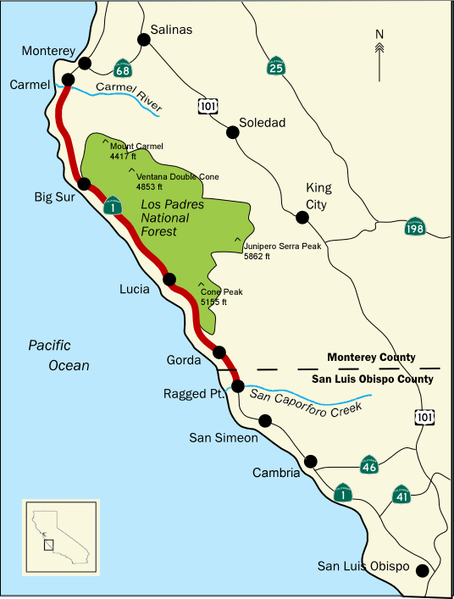 Salinas
Monterey
68
25
N
Carmel
Carmel River
101
Soledad
Mount Carmel
4417 ft
Ventana Double Cone
4853 ft
Big Sur
1
Los Padres
National
Forest
King
City
198
Junipero Serra Peak
5862 ft
Lucia
Cone Peak
5155 ft
Pacific
Ocean
Gorda
Monterey County
San Luis Obispo County
Ragged Pt.
San Caporforo Creek
101
San Simeon
Cambria
46
1
41
San Luis Obispo